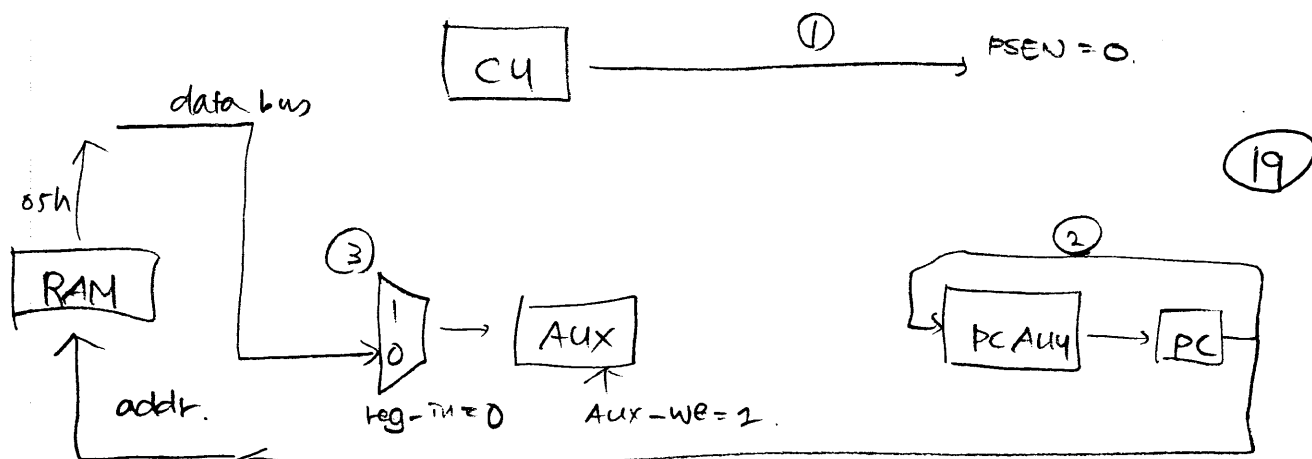 ①
PSEN = 0.
CU
data bus
19
05h
②
③
RAM
1
0
AUX
PC AUX
PC
addr.
reg-in = 0
AUX-WE = 1.